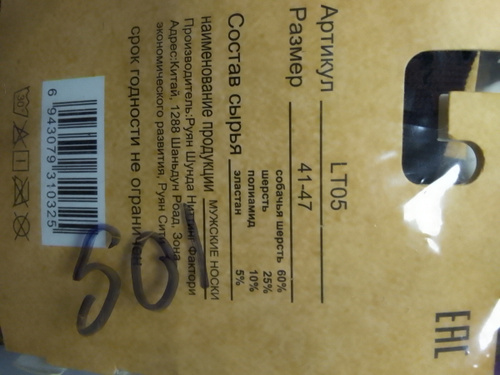 Артикул LT05
Размер 41-47
Состав сырья собачья шерсть 60%
шерсть 25%
полиамид 10%
эластан 5%
наименование продукции МУЖСКИЕ НОСКИ
Производитель:Руян Шунда Фактори
Адрес:Китай, 1288 Шаньдун Роад, Зона
экономического развития, Руян Сити
срок годности не ограничен
6 943079 310325
30°
EAC